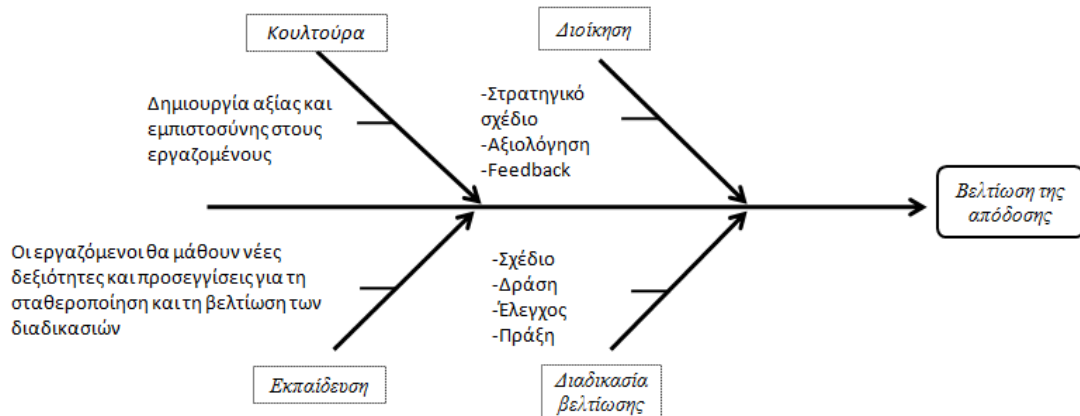 Κουλτούρα
Διοίκηση
Δημιουργία αξίας και
εμπιστοσύνης στους
εργαζομένους
-Στρατηγικό
σχέδιο
-Αξιολόγηση
-Feedback
Βελτίωση της
απόδοσης
Οι εργαζόμενοι θα μάθουν νέες
δεξιότητες και προσεγγίσεις για τη
σταθεροποίηση και τη βελτίωση των
διαδικασιών
-Σχέδιο
-Δράση
-Έλεγχος
-Πράξη
Εκπαίδευση
Διαδικασία
βελτίωσης